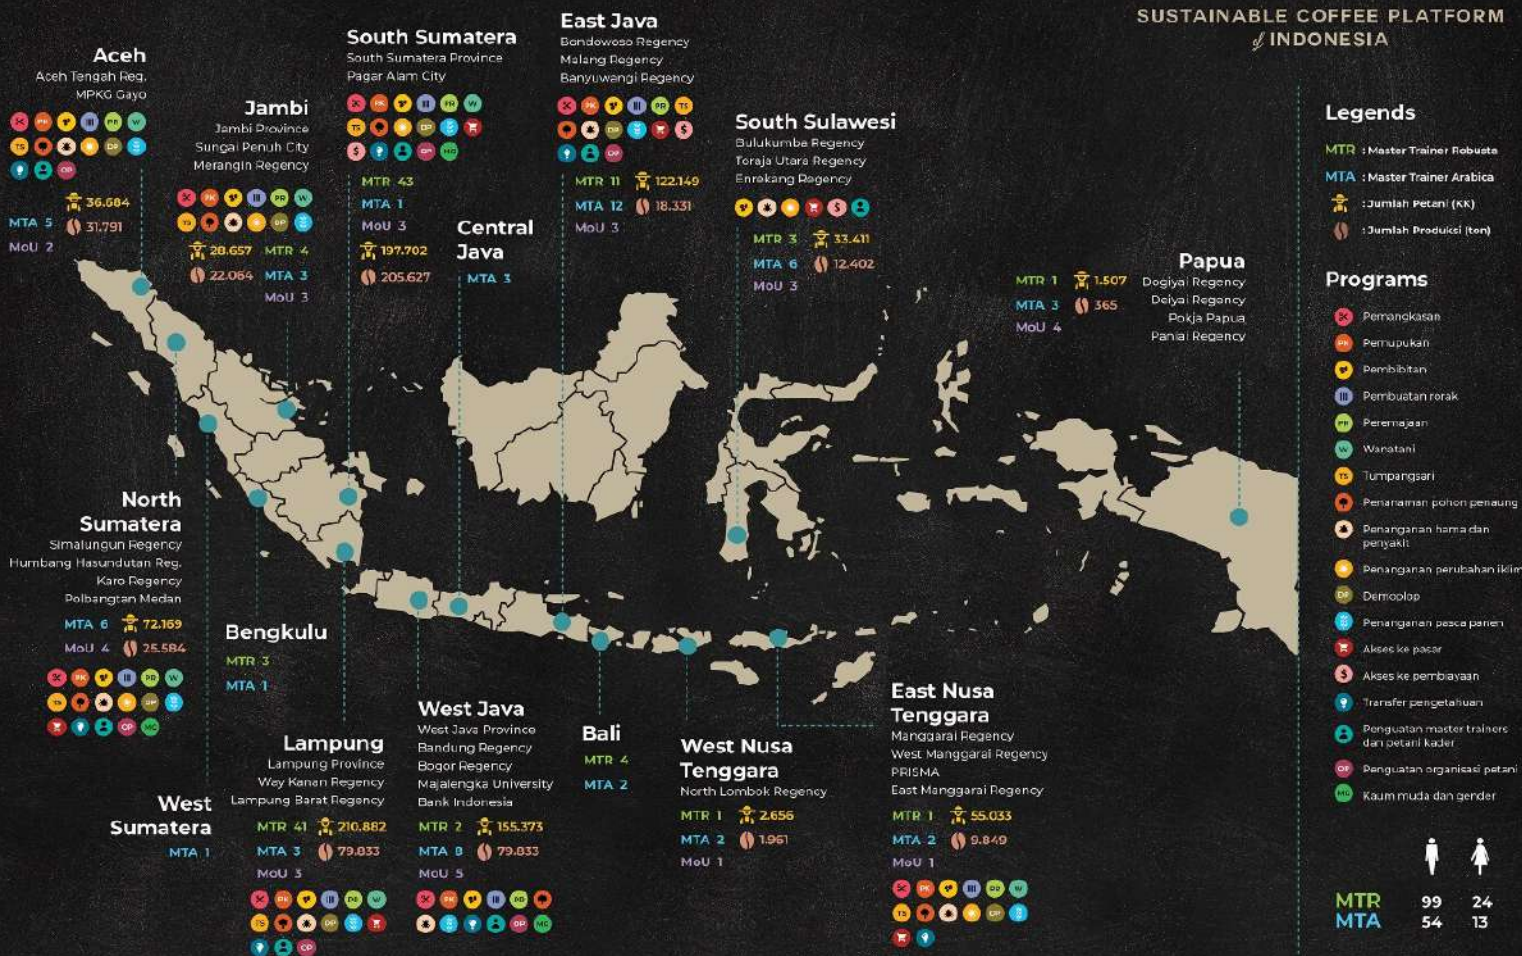 SUSTAINABLE COFFEE PLATFORM
of INDONESIA
Aceh
Aceh Tengah Reg.
MPKG Gayo
36.684
MTA 5
31.791
MoU 2
Jambi
Jambi Province
Sungai Penuh City
Merangin Regency
28.657 MTR 4
22.064 MTA 3
MoU 3
South Sumatera
South Sumatera Province
Pagar Alam City
MTR 43
MTA 1
MoU 3
197.702
205.627
Central
Java
MTA 3
East Java
Bondowoso Regency
Malang Regency
Banyuwangi Regency
MTR 11 122.149
MTA 12 18.331
MoU 3
South Sulawesi
Bulukumba Regency
Toraja Utara Regency
Enrekang Regency
MTR 3 33.411
MTA 6 12.402
MoU 3
Papua
Dogiyai Regency
Deiyai Regency
Pokja Papua
Paniai Regency
MTR 1 1.507
MTA 3 365
MoU 4
North
Sumatera
Simalungun Regency
Humbang Hasundutan Reg.
Karo Regency
Polbangtan Medan
MTA 6 72.169
MoU 4 25.584
Bengkulu
MTR 3
MTA 1
West
Sumatera
MTA 1
Lampung
Lampung Province
Way Kanan Regency
Lampung Barat Regency
MTR 41 210.882
MTA 3 79.833
MoU 3
West Java
West Java Province
Bandung Regency
Bogor Regency
Majalengka University
Bank Indonesia
MTR 2 155.373
MTA 8 79.833
MoU 5
Bali
MTR 4
MTA 2
West Nusa
Tenggara
North Lombok Regency
MTR 1 2.656
MTA 2 1.961
MoU 1
East Nusa
Tenggara
Manggarai Regency
West Manggarai Regency
PRISMA
East Manggarai Regency
MTR 1 55.033
MTA 2 9.849
MoU 1
Legends
MTR : Master Trainer Robusta
MTA : Master Trainer Arabica
: Jumlah Petani (KK)
: Jumlah Produksi (ton)
Programs
Pemangkasan
PK Pemupukan
Pembibitan
Pembuatan rorak
PR Peremajaan
W Wanatani
TS Tumpangsari
Penanaman pohon penaung
Penanganan hama dan
penyakit
Penanganan perubahan iklim
DP Demoplop
Penanganan pasca panen
Akses ke pasar
$ Akses ke pembiayaan
Transfer pengetahuan
Penguatan master trainers
dan petani kader
OP Penguatan organisasi petani
MG Kaum muda dan gender
MTR 99 24
MTA 54 13